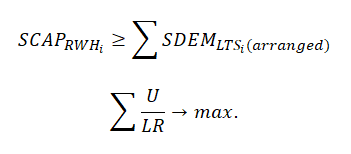 SCAP_{RWH_i} ≥ ∑ SDEM_{LTS_i(arranged)}
∑ U/LR → max.